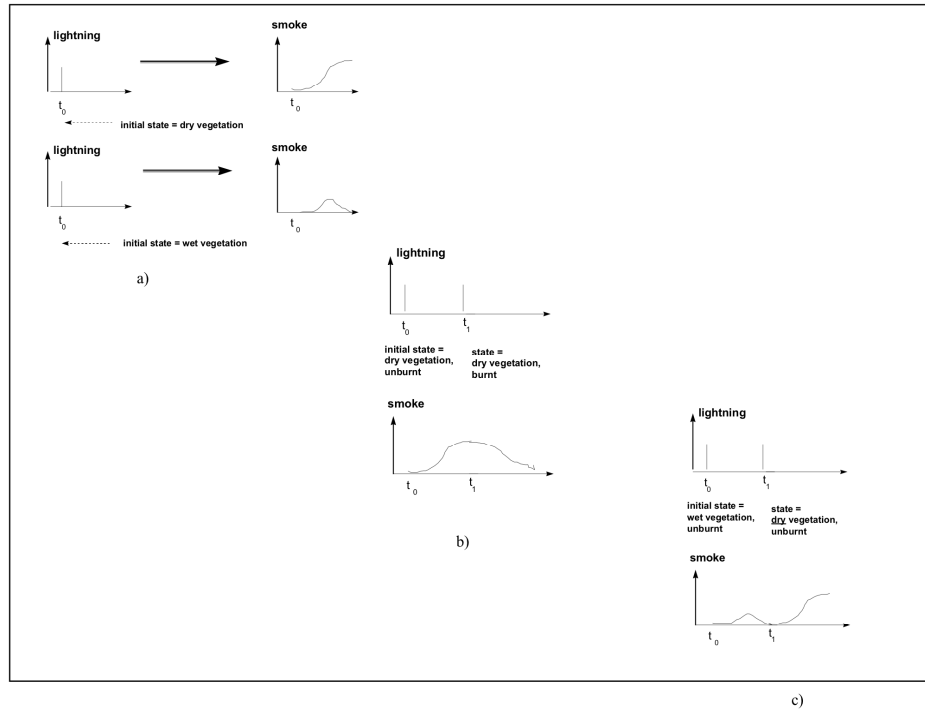 lightning
smoke
t0
t0
initial state = dry vegetation
lightning
smoke
t0
t0
initial state = wet vegetation
a)
lightning
t0
t1
initial state =
dry vegetation,
unburnt
state =
dry vegetation,
burnt
smoke
t0
t1
b)
lightning
t0
t1
initial state =
wet vegetation,
unburnt
state =
dry vegetation,
unburnt
smoke
t0
t1
c)